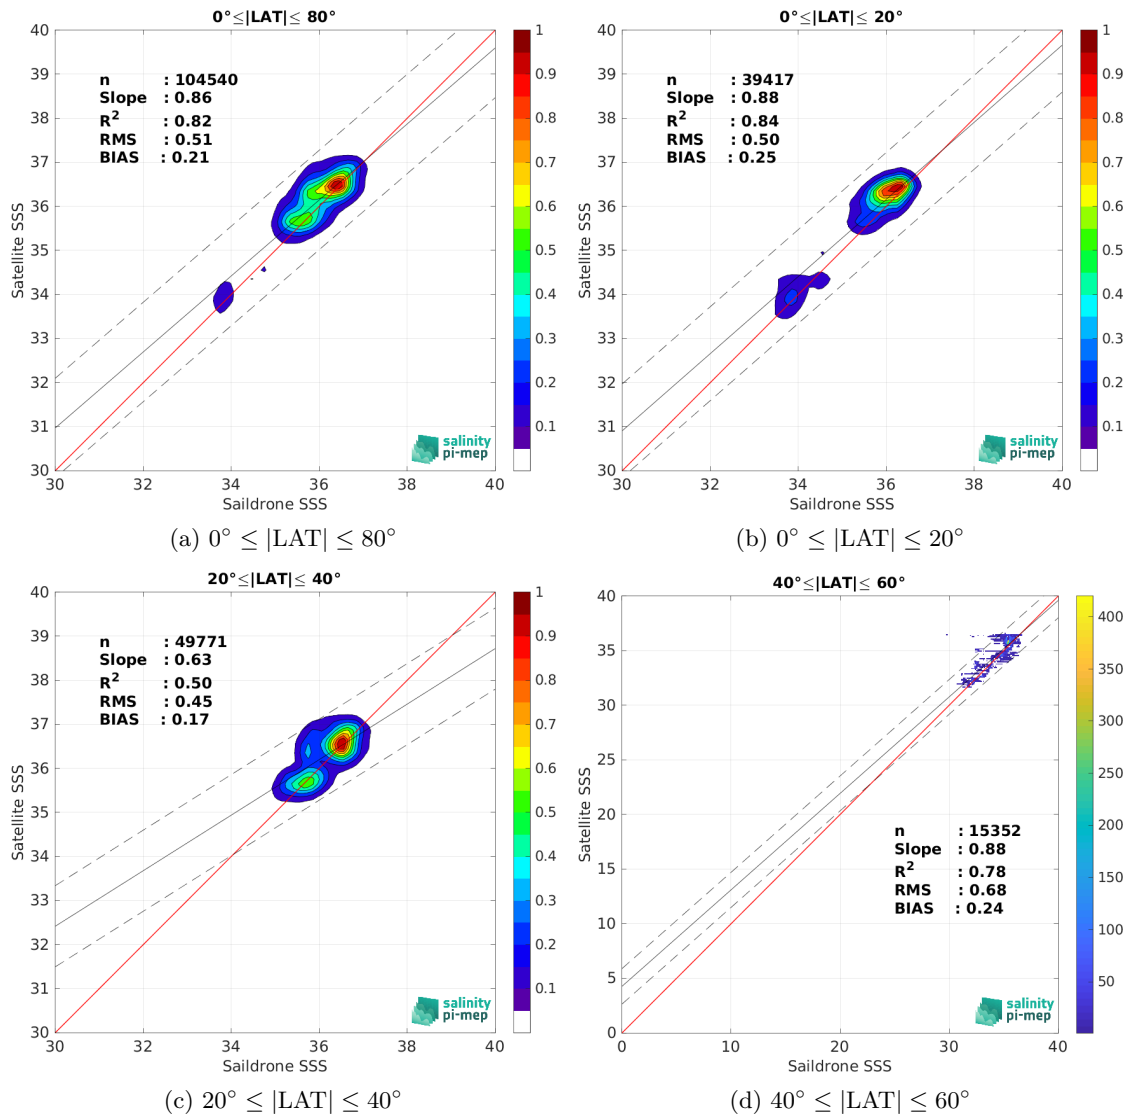 0°≤|LAT|≤ 80°
40
39
38
37
36
35
34
33
32
31
30
Satellite SSS
n : 104540
Slope : 0.86
R² : 0.82
RMS : 0.51
BIAS : 0.21
salinity
pi-mep
30 32 34 36 38 40
Saildrone SSS
1
0.9
0.8
0.7
0.6
0.5
0.4
0.3
0.2
0.1
(a) 0° ≤ |LAT| ≤ 80°
0°≤|LAT|≤ 20°
40
39
38
37
36
35
34
33
32
31
30
Satellite SSS
n : 39417
Slope : 0.88
R² : 0.84
RMS : 0.50
BIAS : 0.25
salinity
pi-mep
30 32 34 36 38 40
Saildrone SSS
1
0.9
0.8
0.7
0.6
0.5
0.4
0.3
0.2
0.1
(b) 0° ≤ |LAT| ≤ 20°
20°≤|LAT|≤ 40°
40
39
38
37
36
35
34
33
32
31
30
Satellite SSS
n : 49771
Slope : 0.63
R² : 0.50
RMS : 0.45
BIAS : 0.17
salinity
pi-mep
30 32 34 36 38 40
Saildrone SSS
1
0.9
0.8
0.7
0.6
0.5
0.4
0.3
0.2
0.1
(c) 20° ≤ |LAT| ≤ 40°
40°≤|LAT|≤ 60°
40
35
30
25
20
15
10
5
0
Satellite SSS
n : 15352
Slope : 0.88
R² : 0.78
RMS : 0.68
BIAS : 0.24
salinity
pi-mep
0 10 20 30 40
Saildrone SSS
400
350
300
250
200
150
100
50
(d) 40° ≤ |LAT| ≤ 60°